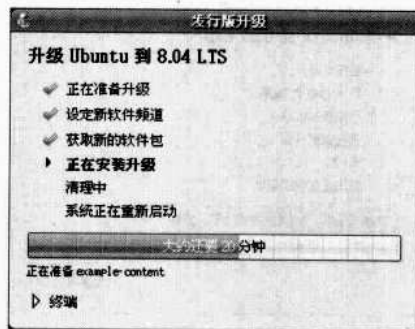 发行版升级
升级 Ubuntu 到 8.04 LTS
正在准备升级
设定新软件频道
获取新的软件包
正在安装升级
清理中
系统正在重新启动
大约还要 20 分钟
正在准备 example-content
终端